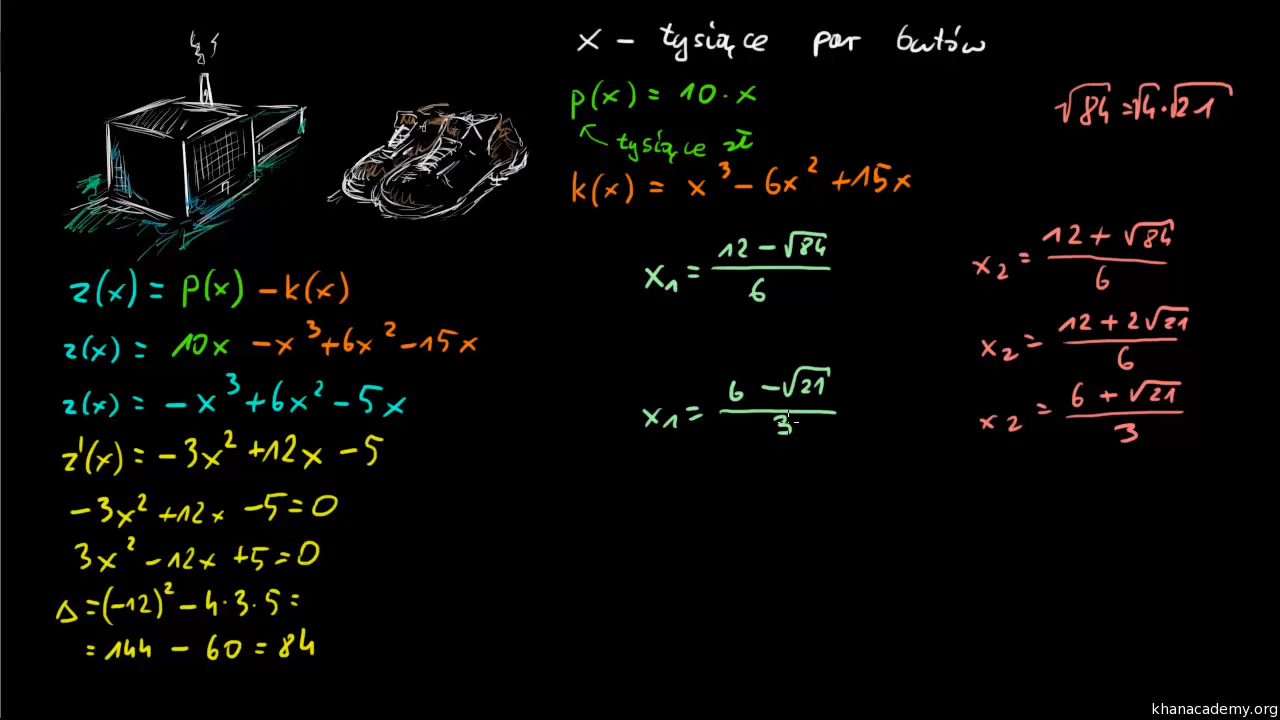 x - tysiące par butów
p(x) = 10·x
tysiące zł
√84 = √4·√21
k(x) = x³ - 6x² + 15x
x₁ = (12 - √84)/6
x₂ = (12 + √84)/6
x₂ = (12 + 2√21)/6
x₁ = (6 - √21)/3
x₂ = (6 + √21)/3
z(x) = p(x) - k(x)
z(x) = 10x - x³ + 6x² - 15x
z(x) = -x³ + 6x² - 5x
z'(x) = -3x² + 12x - 5
-3x² + 12x - 5 = 0
3x² - 12x + 5 = 0
Δ = (-12)² - 4·3·5 =
= 144 - 60 = 84
khanacademy.org